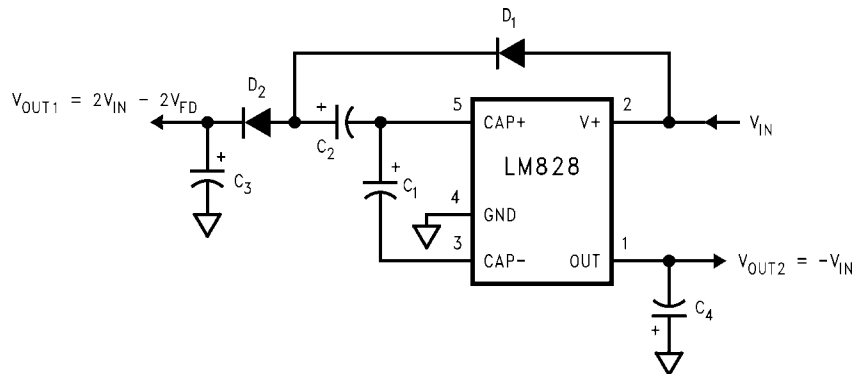 D1
D2
VOUT1 = 2VIN - 2VFD
+
C2
5
CAP+
V+
2
VIN
LM828
+
C3
+
C1
4
GND
3
CAP-
OUT
1
VOUT2 = -VIN
C4
+